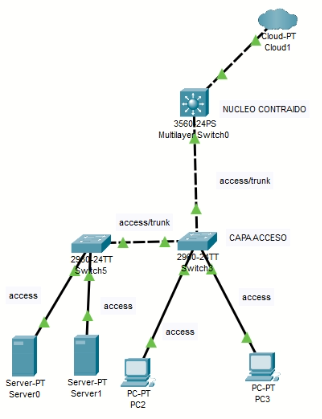 Cloud-PT
Cloud1
NUCLEO CONTRAIDO
3560-24PS
Multilayer Switch0
access/trunk
access/trunk
CAPA ACCESO
2960-24TT
Switch5
2960-24TT
access
access
access
access
Server-PT
Server0
Server-PT
Server1
PC-PT
PC2
PC-PT
PC3